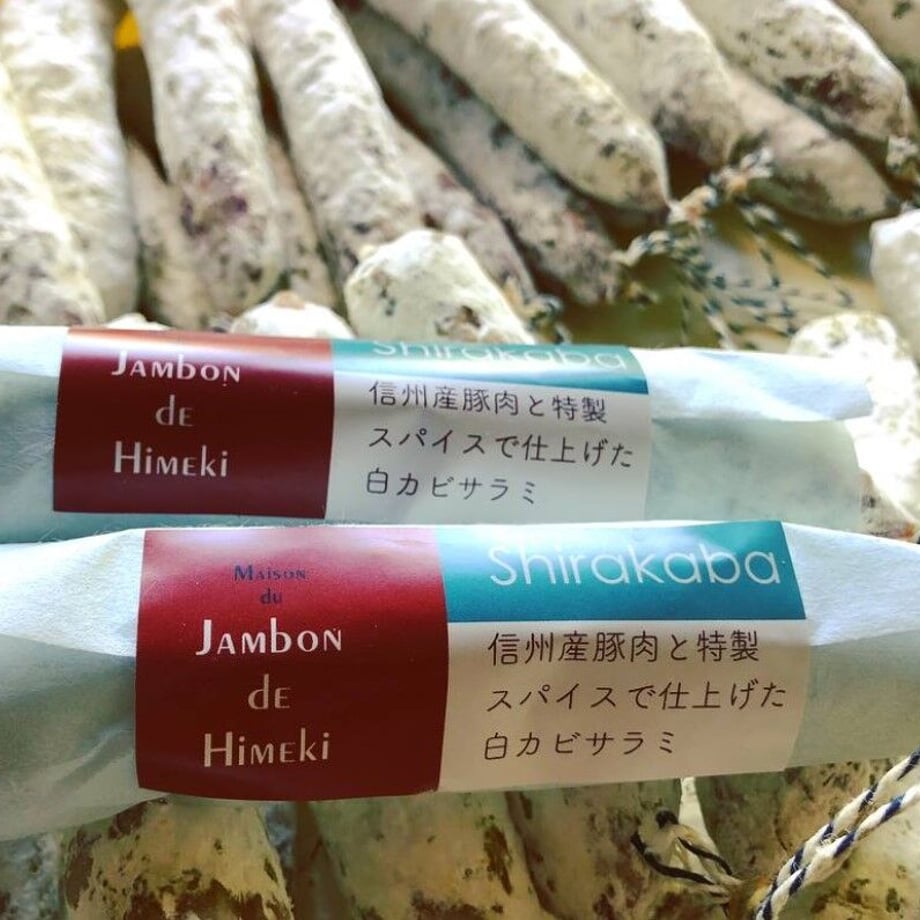 JAMBON
de
Himeki
Shirakaba
信州産豚肉と特製
スパイスで仕上げた
白カビサラミ
Maison
du
JAMBON
de
Himeki
Shirakaba
信州産豚肉と特製
スパイスで仕上げた
白カビサラミ